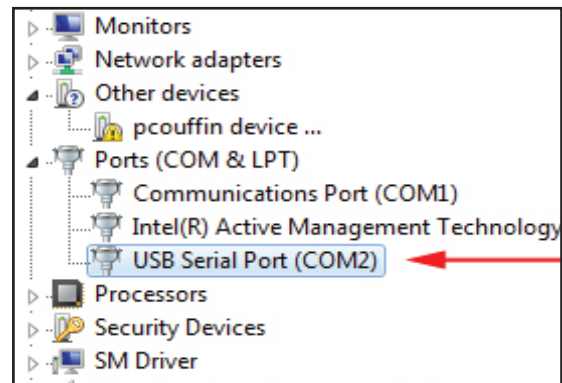 Monitors
Network adapters
Other devices
pcouffin device ...
Ports (COM & LPT)
Communications Port (COM1)
Intel(R) Active Management Technology
USB Serial Port (COM2)
Processors
Security Devices
SM Driver